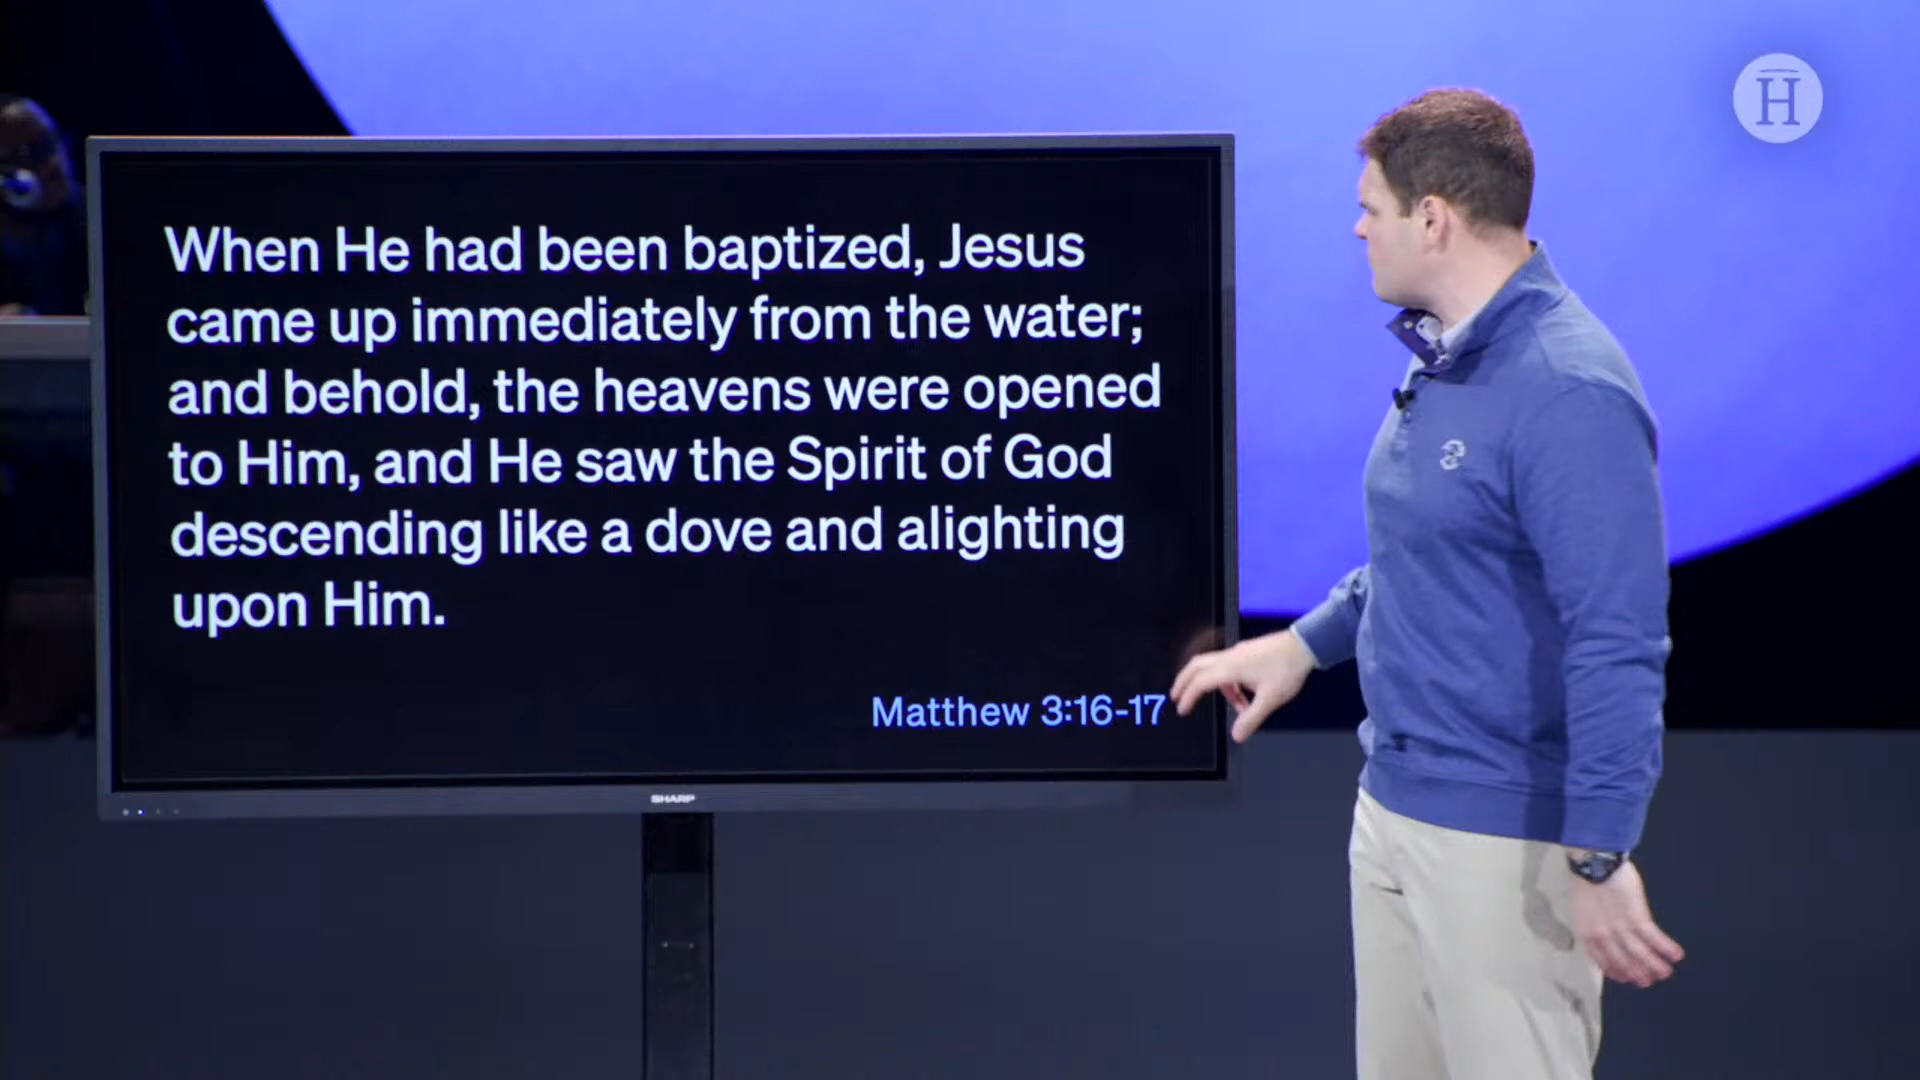 H
When He had been baptized, Jesus
came up immediately from the water;
and behold, the heavens were opened
to Him, and He saw the Spirit of God
descending like a dove and alighting
upon Him.
Matthew 3:16-17
SHARP